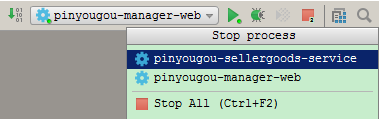 pinyougou-manager-web
Stop process
pinyougou-sellergoods-service
pinyougou-manager-web
Stop All (Ctrl+F2)